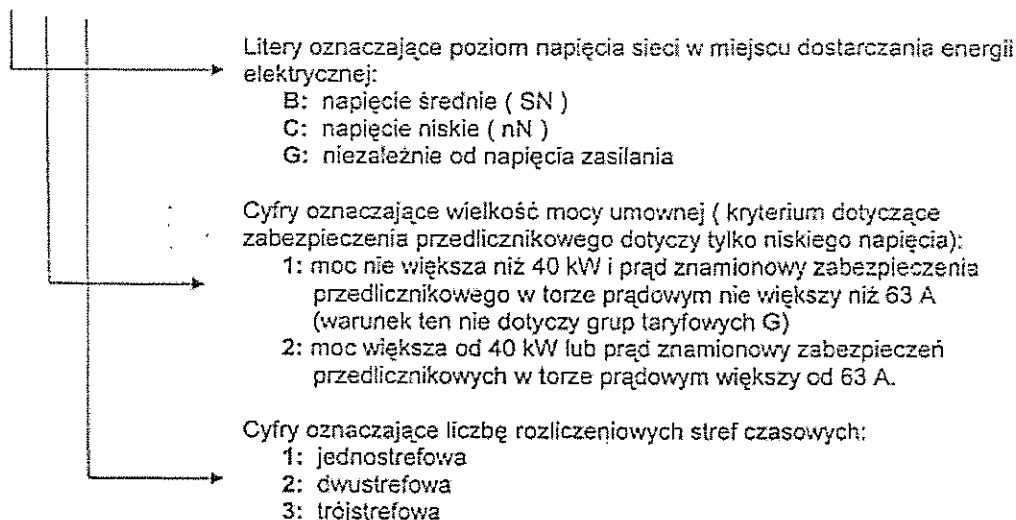 Litery oznaczające poziom napięcia sieci w miejscu dostarczania energii
elektrycznej:
B: napięcie średnie ( SN )
C: napięcie niskie ( nN )
G: niezależnie od napięcia zasilania
Cyfry oznaczające wielkość mocy umownej ( kryterium dotyczące
zabezpieczenia przedlicznikowego dotyczy tylko niskiego napięcia):
1: moc nie większa niż 40 kW i prąd znamionowy zabezpieczenia
przedlicznikowego w torze prądowym nie większy niż 63 A
(warunek ten nie dotyczy grup taryfowych G)
2: moc większa od 40 kW lub prąd znamionowy zabezpieczeń
przedlicznikowych w torze prądowym większy od 63 A.
Cyfry oznaczające liczbę rozliczeniowych stref czasowych:
1: jednostrefowa
2: dwustrefowa
3: trójstrefowa